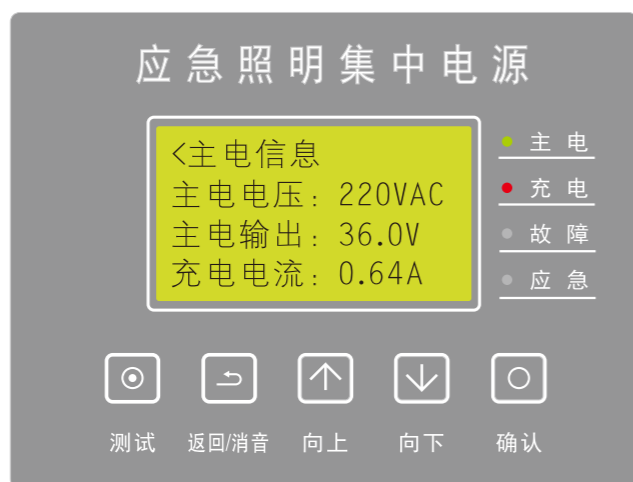 应急照明集中电源
<主电信息
主电电压: 220VAC
主电输出: 36.0V
充电电流: 0.64A
主电
充电
故障
应急
测试 返回/消音 向上 向下 确认